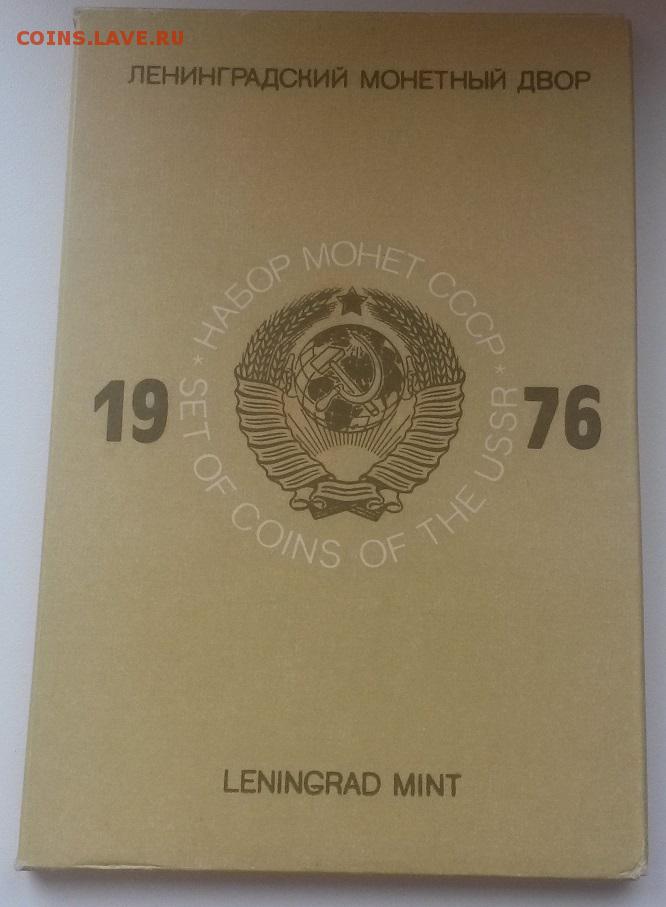 COINS.LAVE.RU
ЛЕНИНГРАДСКИЙ МОНЕТНЫЙ ДВОР
* НАБОР МОНЕТ СССР *
19 76
SET OF COINS OF THE USSR
LENINGRAD MINT